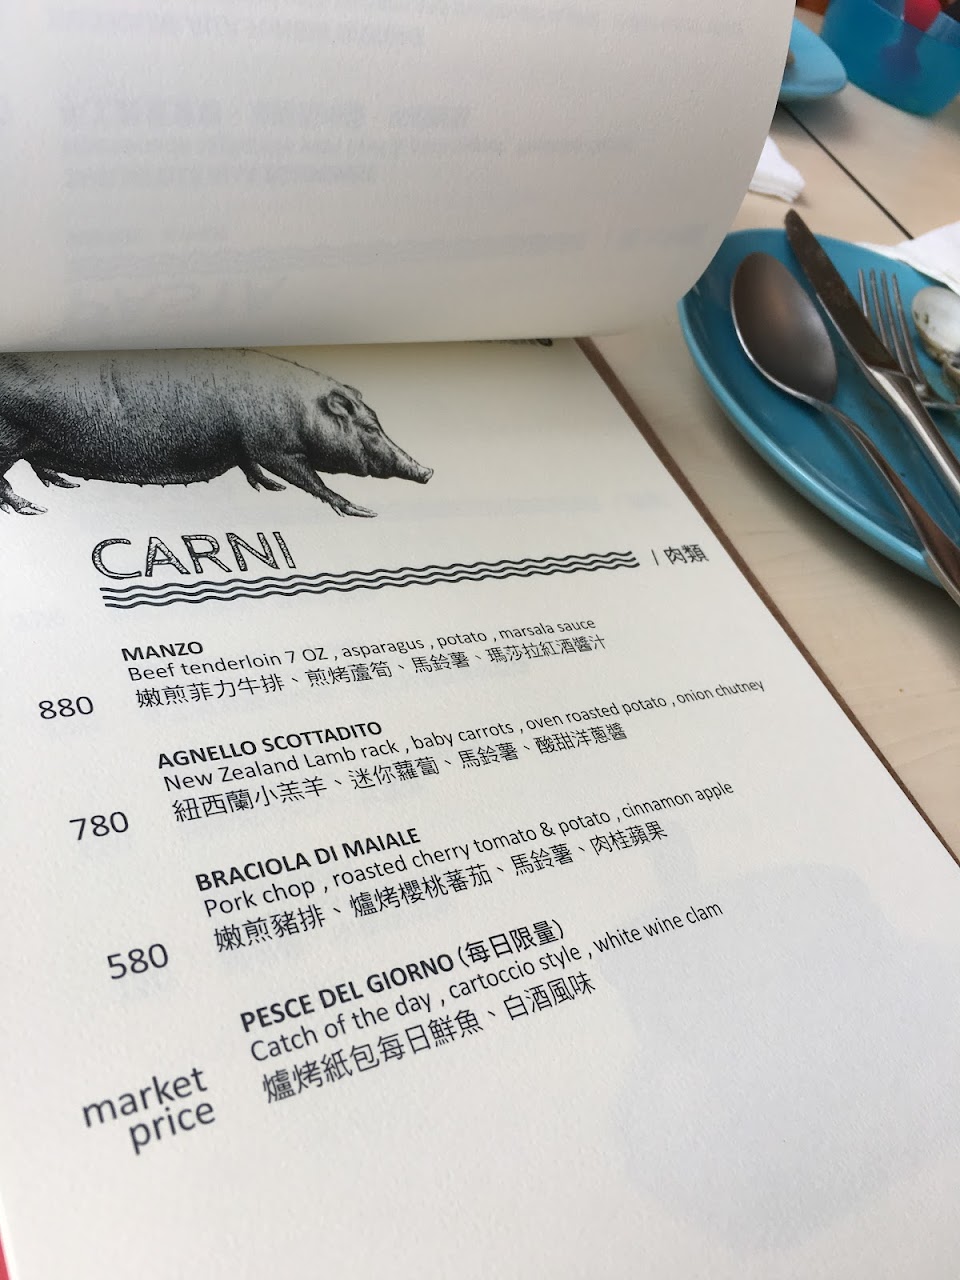 CARNI | 肉類
MANZO
Beef tenderloin 7 OZ , asparagus , potato , marsala sauce
880 嫩煎菲力牛排、煎烤蘆筍、馬鈴薯、瑪莎拉紅酒醬汁
AGNELLO SCOTTADITO
New Zealand Lamb rack , baby carrots , oven roasted potato , onion chutney
780 紐西蘭小羔羊、迷你蘿蔔、馬鈴薯、酸甜洋蔥醬
BRACIOLA DI MAIALE
Pork chop , roasted cherry tomato & potato , cinnamon apple
580 嫩煎豬排、爐烤櫻桃蕃茄、馬鈴薯、肉桂蘋果
PESCE DEL GIORNO (每日限量)
Catch of the day , cartoccio style , white wine clam
爐烤紙包每日鮮魚、白酒風味
market
price